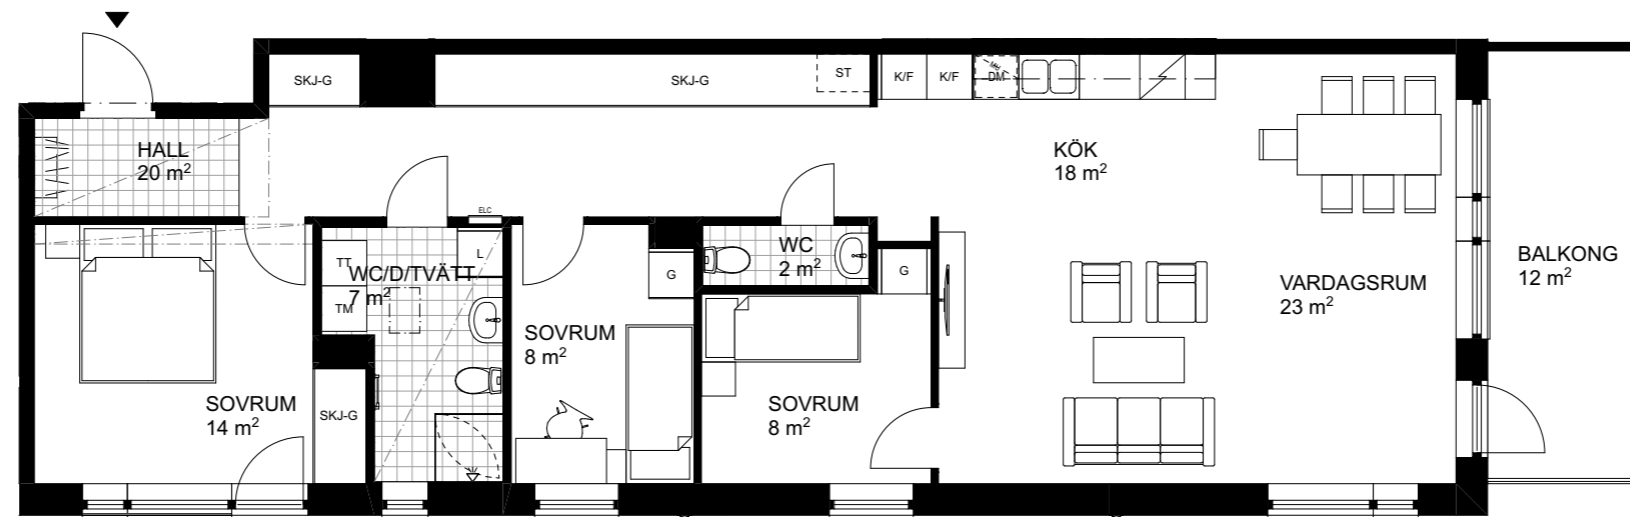 SKJ-G
SKJ-G
ST
K/F
K/F
DM
HALL
20 m²
KÖK
18 m²
ELC
TT
L
WC/D/TVÄTT
7 m²
TM
G
WC
2 m²
G
SOVRUM
8 m²
VARDAGSRUM
23 m²
BALKONG
12 m²
SOVRUM
14 m²
SKJ-G
SOVRUM
8 m²